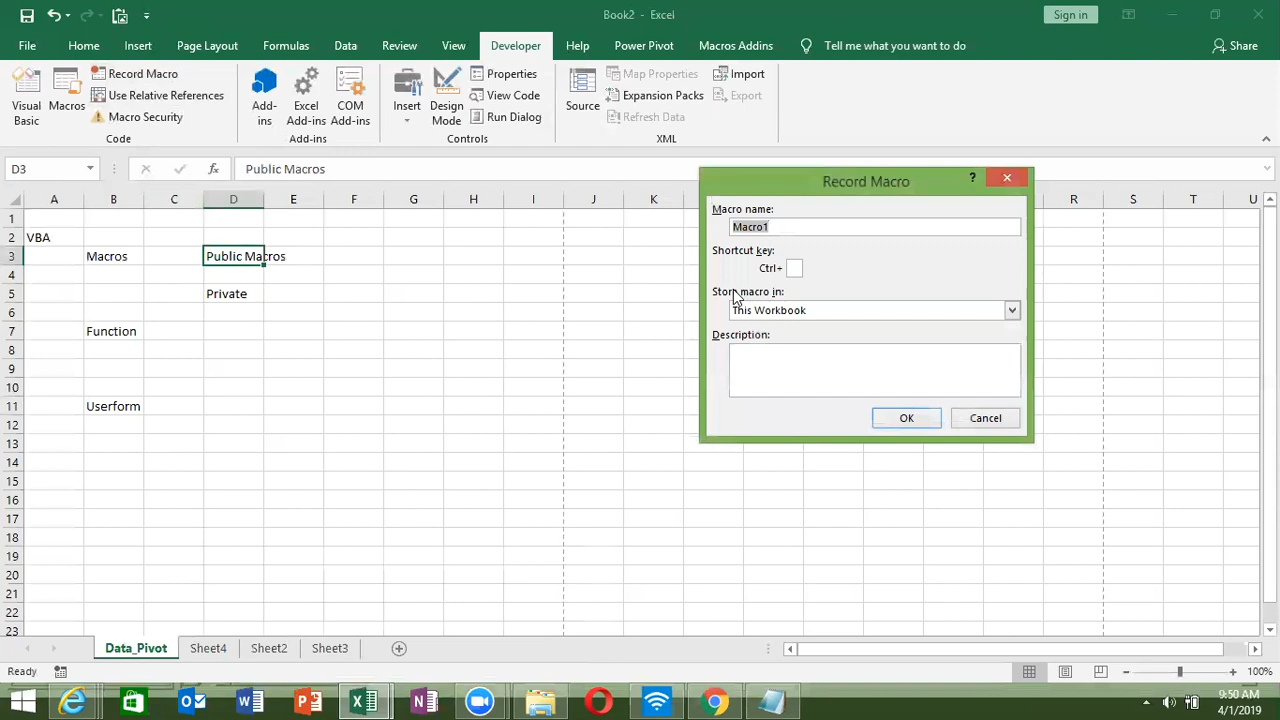 Book2 - Excel
Sign in
File Home Insert Page Layout Formulas Data Review View Developer Help Power Pivot Macros Addins Tell me what you want to do Share
Visual Basic
Macros
Record Macro
Use Relative References
Macro Security
Code
Add-ins
Excel Add-ins
COM Add-ins
Add-ins
Insert
Design Mode
Properties
View Code
Run Dialog
Controls
Source
Map Properties
Expansion Packs
Refresh Data
Import
Export
XML
D3 fx Public Macros
A B C D E F G H I J K R S T U
1
2 VBA
3 Macros Public Macros
4
5 Private
6
7 Function
8
9
10
11 Userform
12
13
14
15
16
17
18
19
20
21
22
23
Record Macro ?
Macro name:
Macro1
Shortcut key:
Ctrl+
Store macro in:
This Workbook
Description:
OK Cancel
Data_Pivot Sheet4 Sheet2 Sheet3
Ready 100%
9:50 AM
4/1/2019